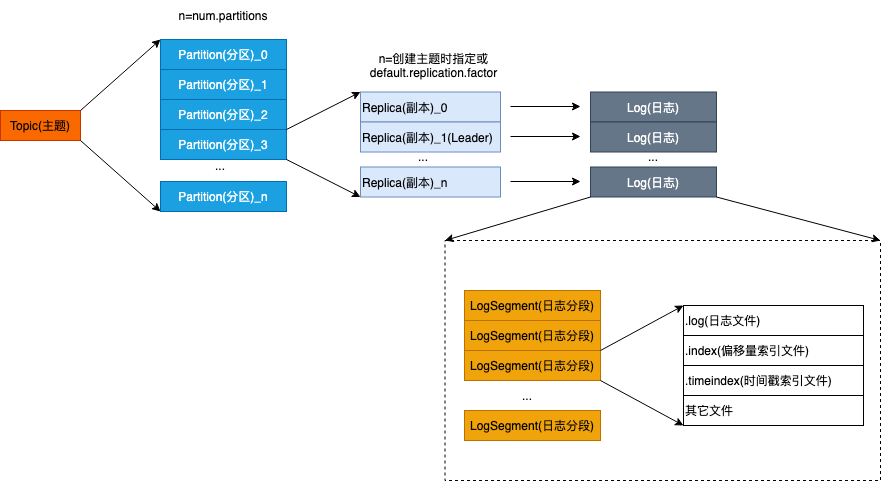 n=num.partitions
Partition(分区)_0
Partition(分区)_1
Partition(分区)_2
Partition(分区)_3
...
Partition(分区)_n
Topic(主题)
n=创建主题时指定或
default.replication.factor
Replica(副本)_0
Replica(副本)_1(Leader)
...
Replica(副本)_n
Log(日志)
Log(日志)
...
Log(日志)
LogSegment(日志分段)
LogSegment(日志分段)
LogSegment(日志分段)
...
LogSegment(日志分段)
.log(日志文件)
.index(偏移量索引文件)
.timeindex(时间戳索引文件)
其它文件